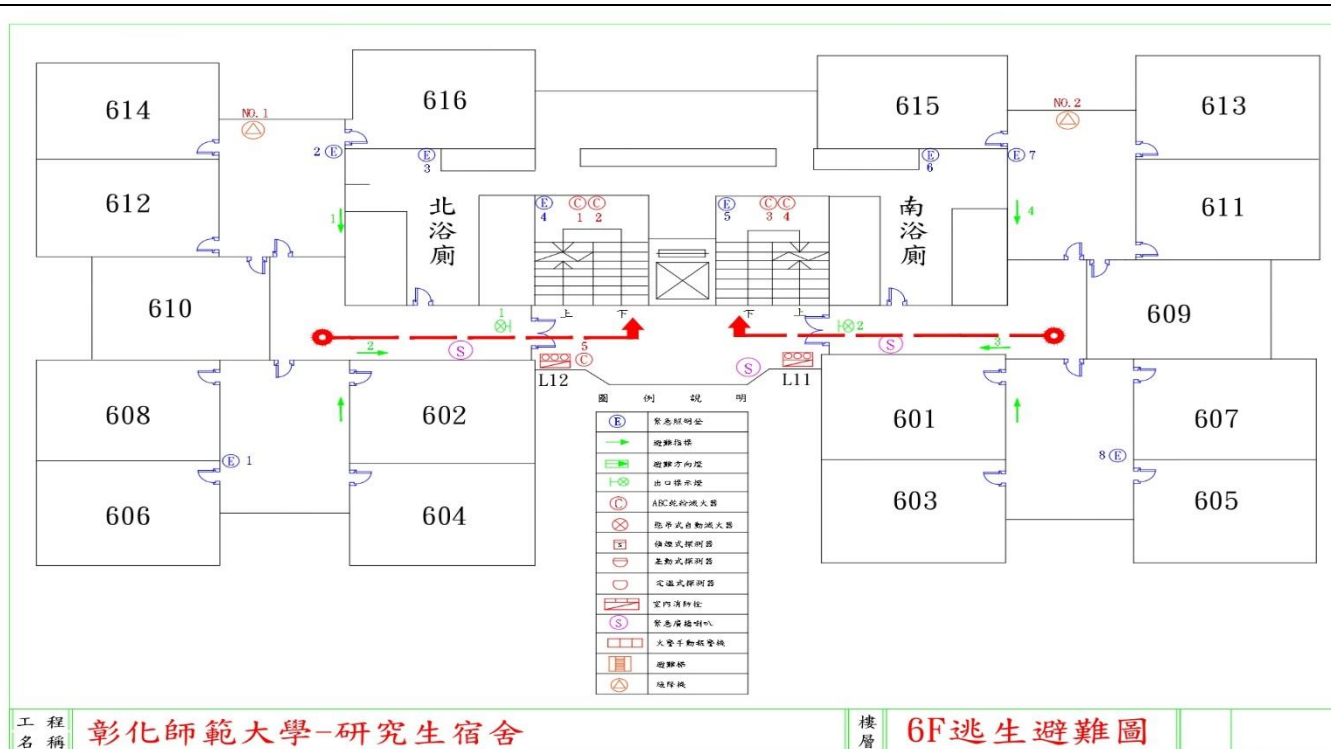 614
616
615
613
NO.1
NO.2
2 E
E 3
E 6
E 7
612
611
北浴廁
南浴廁
E 4
C 1
C 2
E 5
C 3
C 4
1
4
610
609
上
下
下
上
1
2
2
S
5
S
3
C
S
L12
L11
608
602
601
607
E 1
8 E
606
604
603
605
圖例說明
E 緊急照明燈
避難指標
避難方向燈
出口標示燈
C ABC乾粉滅火器
懸吊式自動滅火器
S 偵煙式探測器
差動式探測器
定溫式探測器
室內消防栓
S 緊急廣播喇叭
火警手動報警機
避難梯
緩降機
工程名稱 彰化師範大學-研究生宿舍
樓層 6F逃生避難圖